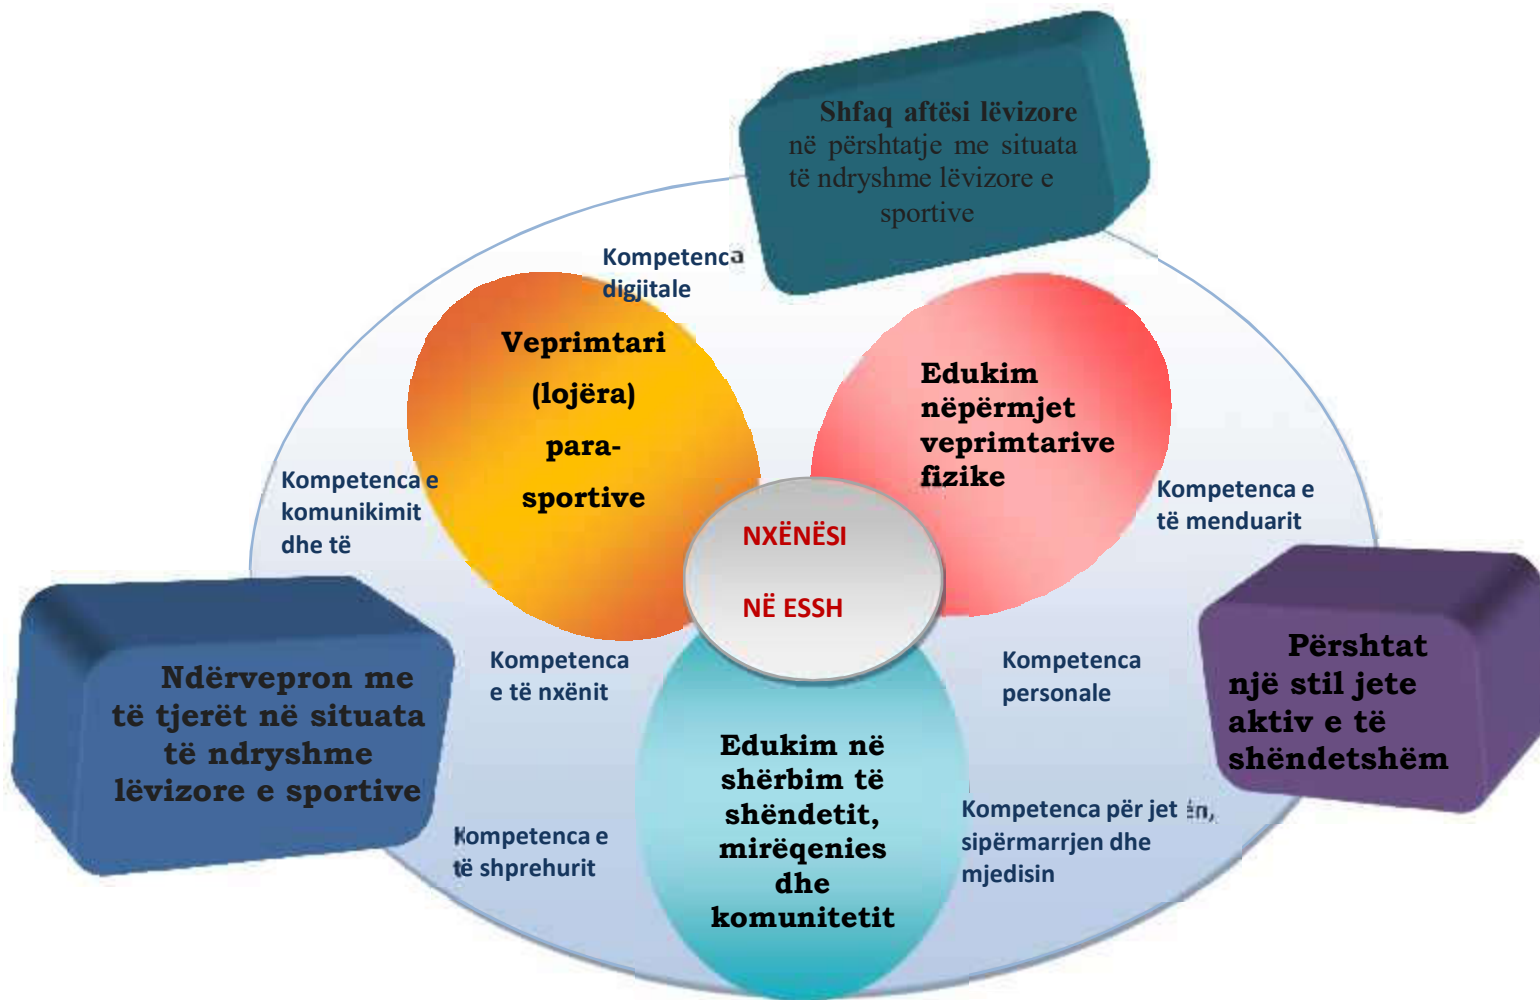 Shfaq aftësi lëvizore
në përshtatje me situata
të ndryshme lëvizore e
sportive
Kompetenca
digjitale
Veprimtari
(lojëra)
para-
sportive
Edukim
nëpërmjet
veprimtarive
fizike
Kompetenca e
komunikimit
dhe të
Kompetenca e
të menduarit
NXËNËSI
NË ESSH
Ndërvepron me
të tjerët në situata
të ndryshme
lëvizore e sportive
Kompetenca
e të nxënit
Kompetenca
personale
Përshtat
një stil jete
aktiv e të
shëndetshëm
Edukim në
shërbim të
shëndetit,
mirëqenies
dhe
komunitetit
Kompetenca e
të shprehurit
Kompetenca për jetën,
sipërmarrjen dhe
mjedisin